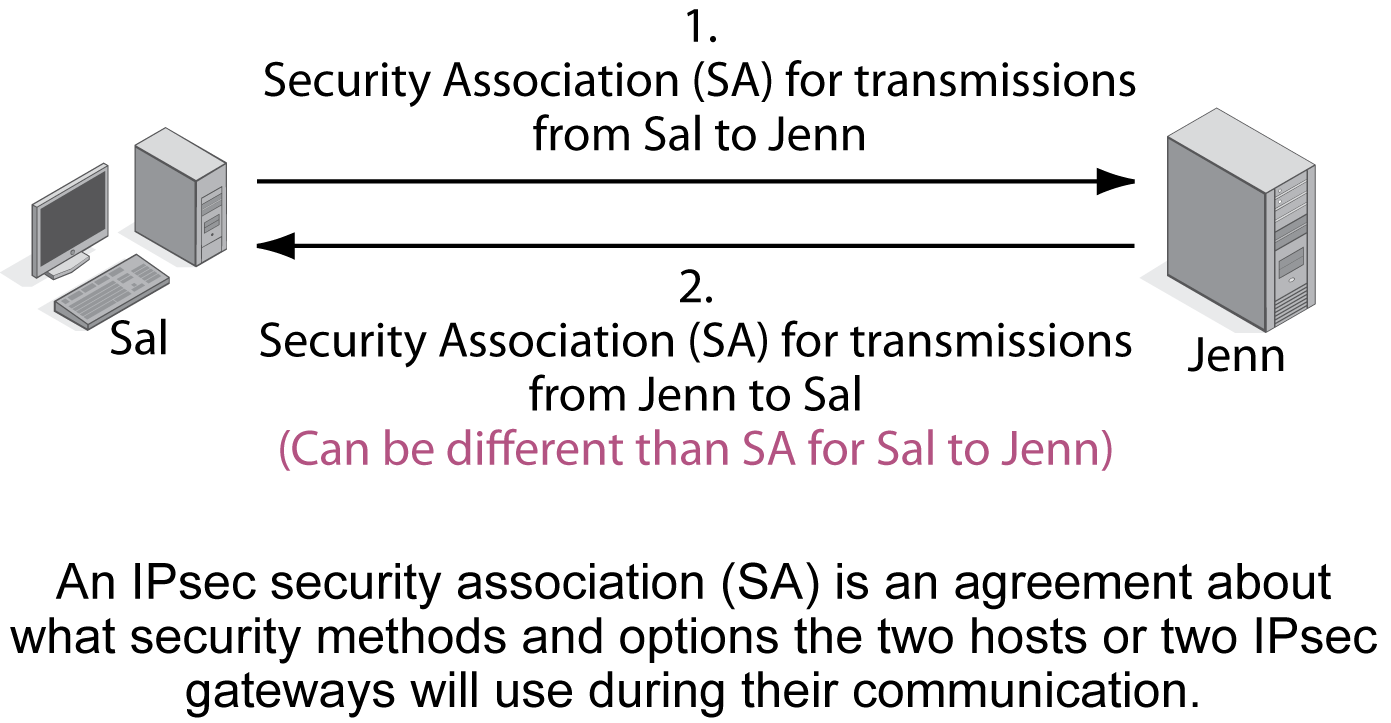 1.
Security Association (SA) for transmissions
from Sal to Jenn
Sal
2.
Security Association (SA) for transmissions
from Jenn to Sal
(Can be different than SA for Sal to Jenn)
Jenn
An IPsec security association (SA) is an agreement about
what security methods and options the two hosts or two IPsec
gateways will use during their communication.